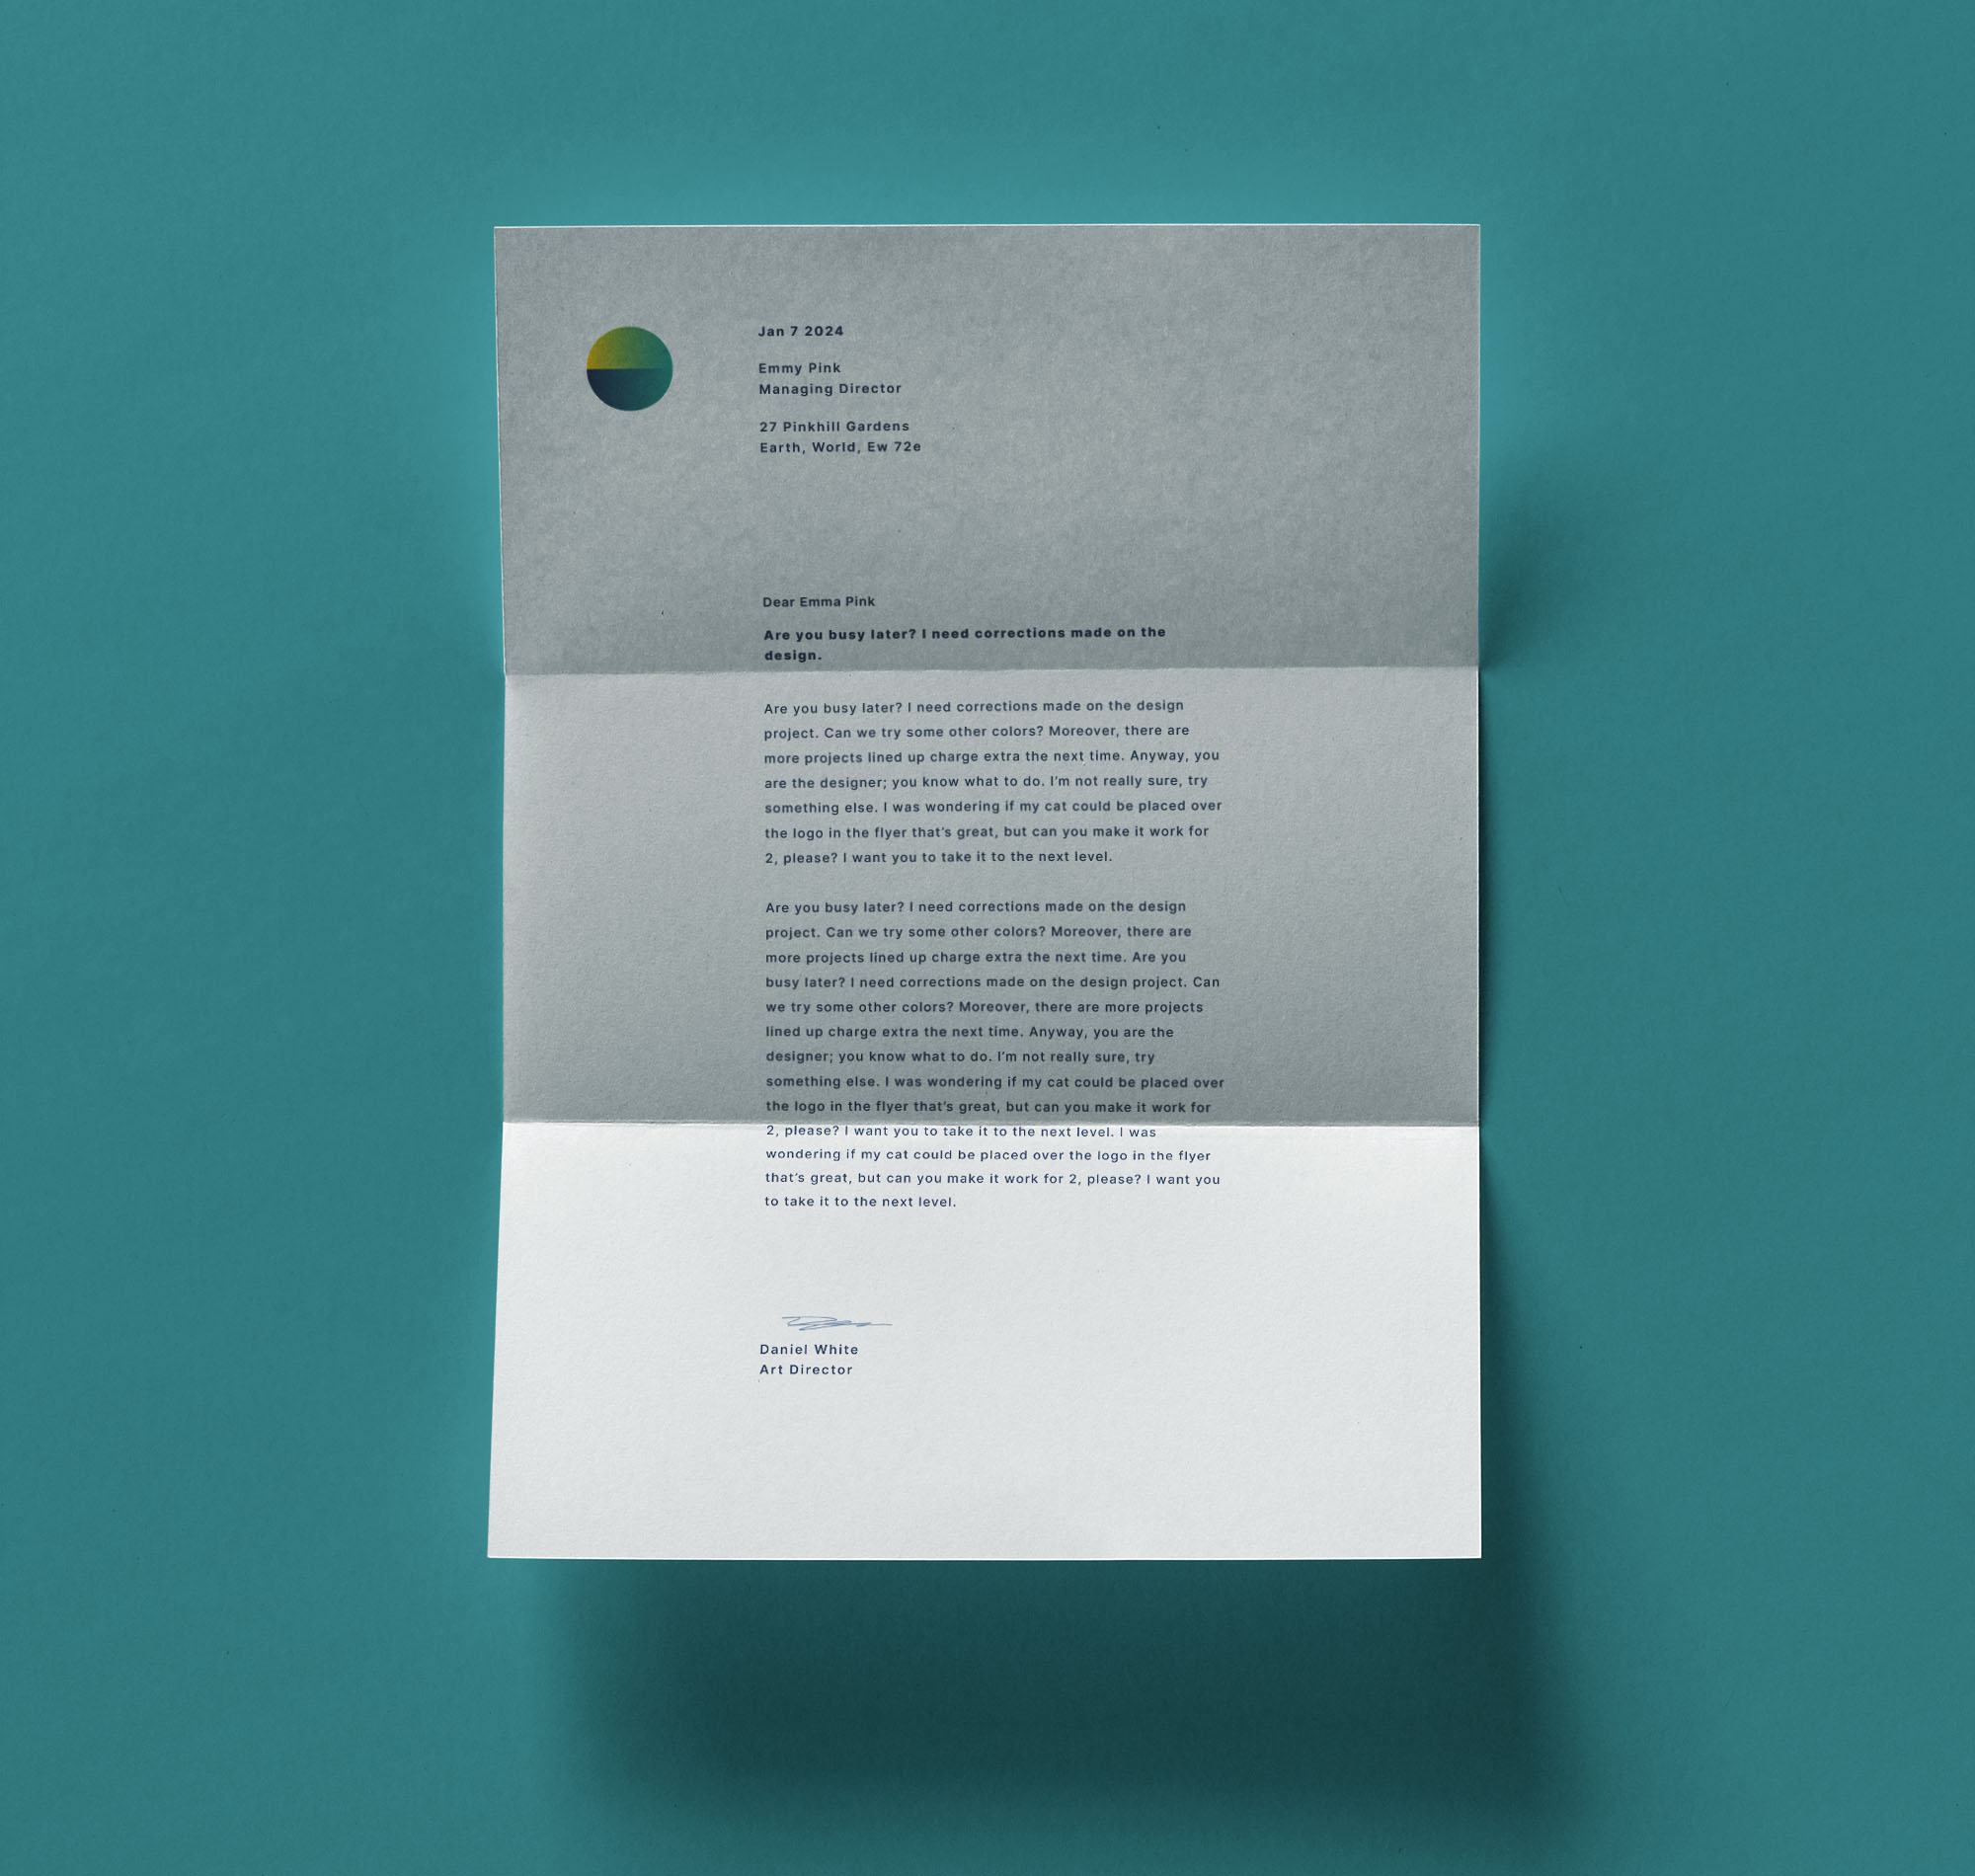 Jan 7 2024
Emmy Pink
Managing Director
27 Pinkhill Gardens
Earth, World, Ew 72e
Dear Emma Pink
Are you busy later? I need corrections made on the
design.
Are you busy later? I need corrections made on the design
project. Can we try some other colors? Moreover, there are
more projects lined up charge extra the next time. Anyway, you
are the designer; you know what to do. I'm not really sure, try
something else. I was wondering if my cat could be placed over
the logo in the flyer that's great, but can you make it work for
2, please? I want you to take it to the next level.
Are you busy later? I need corrections made on the design
project. Can we try some other colors? Moreover, there are
more projects lined up charge extra the next time. Are you
busy later? I need corrections made on the design project. Can
we try some other colors? Moreover, there are more projects
lined up charge extra the next time. Anyway, you are the
designer; you know what to do. I'm not really sure, try
something else. I was wondering if my cat could be placed over
the logo in the flyer that's great, but can you make it work for
2, please? I want you to take it to the next level. I was
wondering if my cat could be placed over the logo in the flyer
that's great, but can you make it work for 2, please? I want you
to take it to the next level.
Daniel White
Art Director